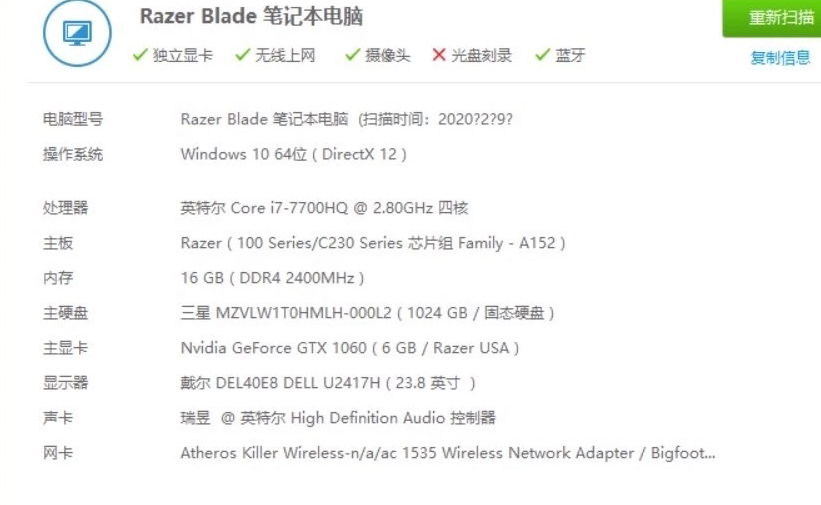 Razer Blade 笔记本电脑
重新扫描
独立显卡 无线上网 摄像头 光盘刻录 蓝牙
复制信息
电脑型号 Razer Blade 笔记本电脑 (扫描时间：2020?2?9?
操作系统 Windows 10 64位 ( DirectX 12 )
处理器 英特尔 Core i7-7700HQ @ 2.80GHz 四核
主板 Razer ( 100 Series/C230 Series 芯片组 Family - A152 )
内存 16 GB ( DDR4 2400MHz )
主硬盘 三星 MZVLW1T0HMLH-000L2 ( 1024 GB / 固态硬盘 )
主显卡 Nvidia GeForce GTX 1060 ( 6 GB / Razer USA )
显示器 戴尔 DEL40E8 DELL U2417H ( 23.8 英寸 )
声卡 瑞昱 @ 英特尔 High Definition Audio 控制器
网卡 Atheros Killer Wireless-n/a/ac 1535 Wireless Network Adapter / Bigfoot...